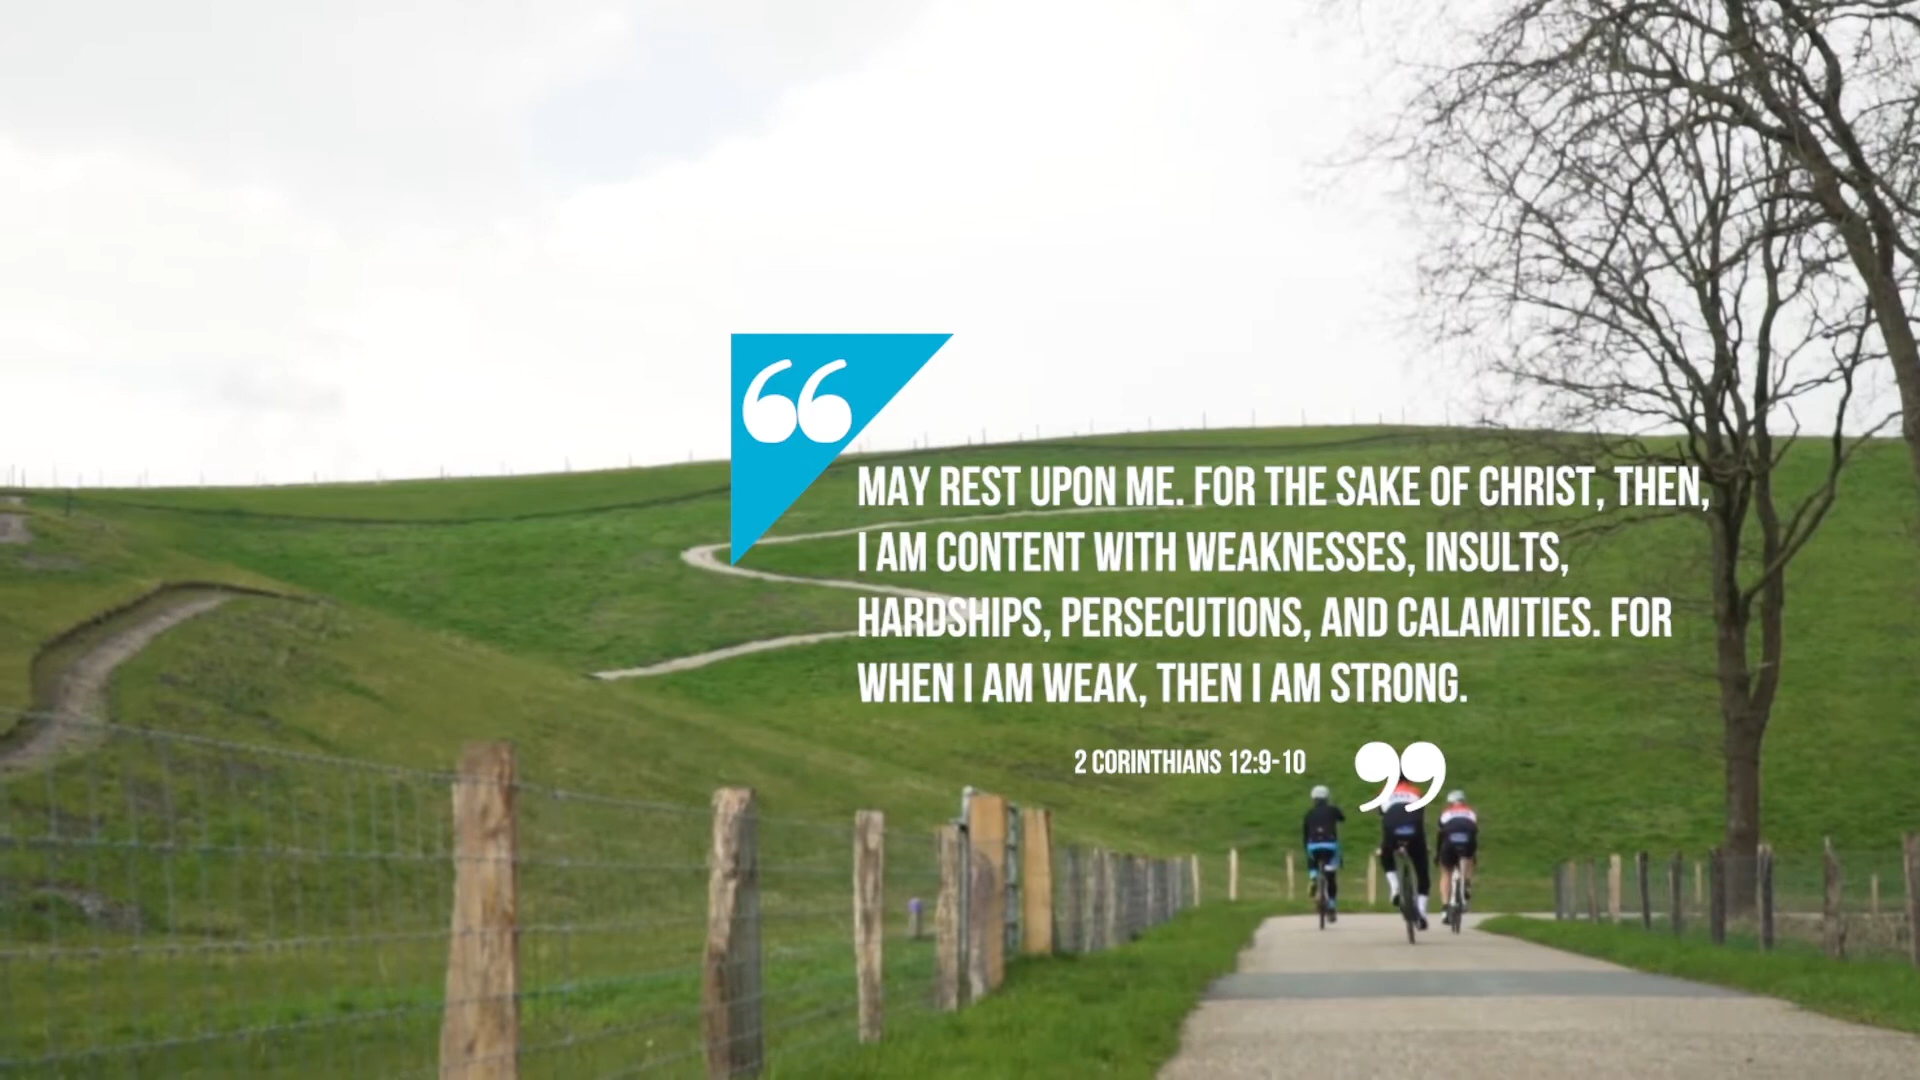 “
MAY REST UPON ME. FOR THE SAKE OF CHRIST, THEN,
I AM CONTENT WITH WEAKNESSES, INSULTS,
HARDSHIPS, PERSECUTIONS, AND CALAMITIES. FOR
WHEN I AM WEAK, THEN I AM STRONG.
2 CORINTHIANS 12:9-10 ”